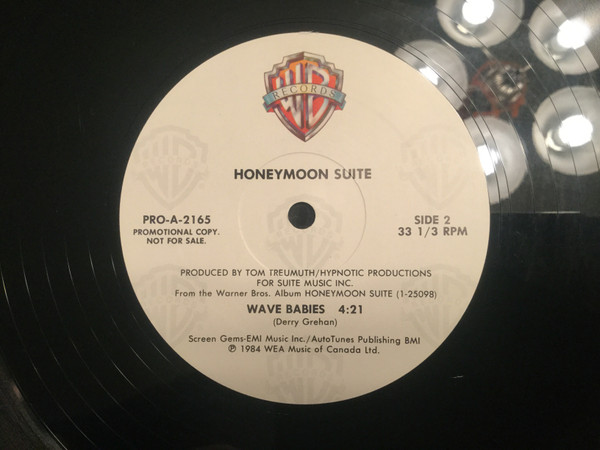 WB
RECORDS
HONEYMOON SUITE
PRO-A-2165
PROMOTIONAL COPY.
NOT FOR SALE.
SIDE 2
33 1/3 RPM
PRODUCED BY TOM TREUMUTH/HYPNOTIC PRODUCTIONS
FOR SUITE MUSIC INC.
From the Warner Bros. Album HONEYMOON SUITE (1-25098)
WAVE BABIES 4:21
(Derry Grehan)
Screen Gems-EMI Music Inc./AutoTunes Publishing BMI
℗ 1984 WEA Music of Canada Ltd.